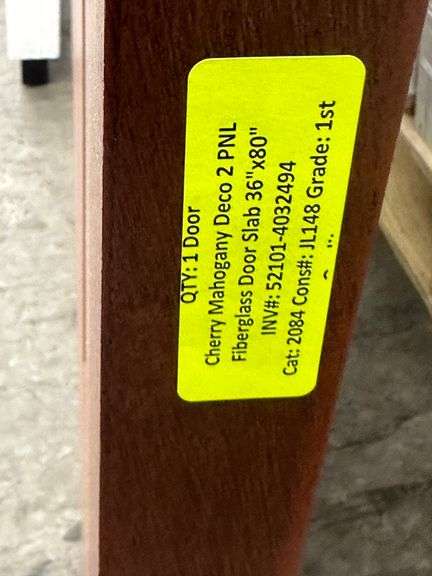 QTY: 1 Door
Cherry Mahogany Deco 2 PNL
Fiberglass Door Slab 36"x80"
INV#: 52101-4032494
Cat: 2084 Cons#: JL148 Grade: 1st